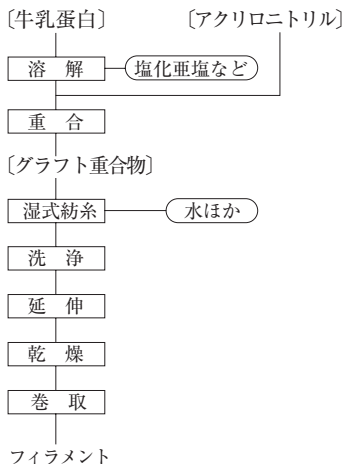 〔牛乳蛋白〕 〔アクリロニトリル〕
溶 解 塩化亜塩など
重 合
〔グラフト重合物〕
湿式紡糸 水ほか
洗 浄
延 伸
乾 燥
巻 取
フィラメント